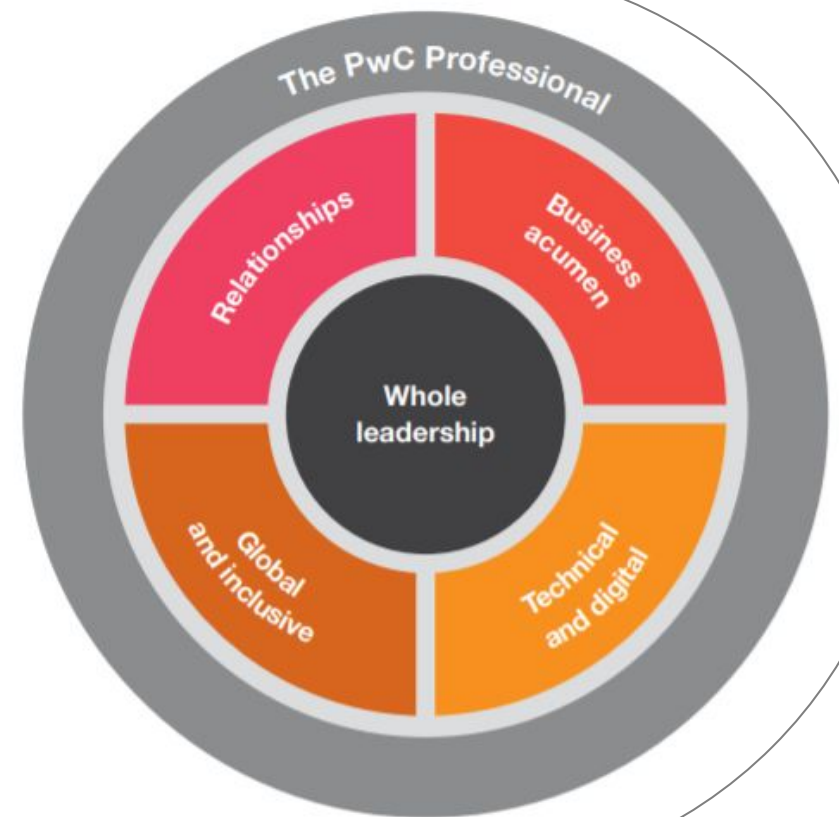 The PwC Professional
Relationships
Business
acumen
Whole
leadership
Global
and inclusive
Technical
and digital